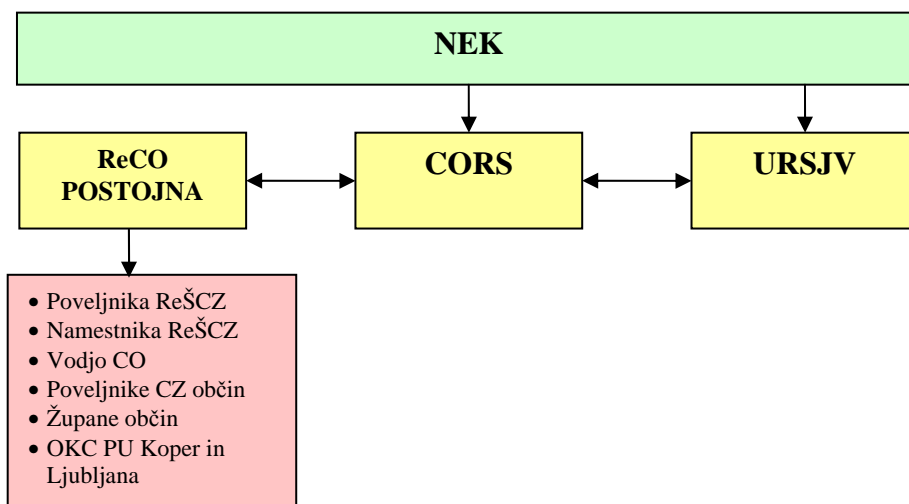 NEK
ReCO
POSTOJNA
CORS
URSJV
• Poveljnika ReŠCZ
• Namestnika ReŠCZ
• Vodjo CO
• Poveljnike CZ občin
• Župane občin
• OKC PU Koper in
Ljubljana